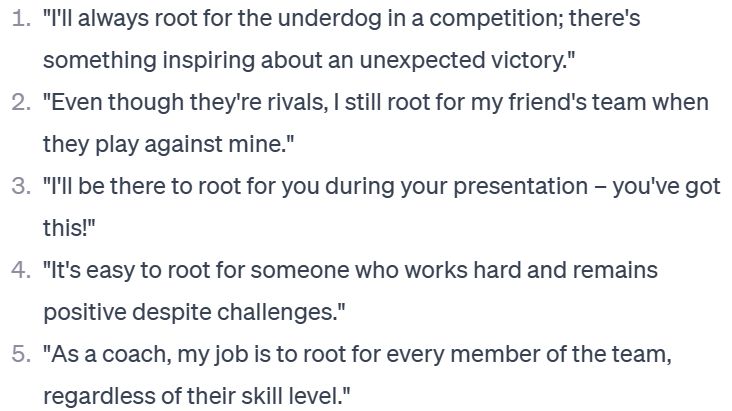 1. "I'll always root for the underdog in a competition; there's
something inspiring about an unexpected victory."
2. "Even though they're rivals, I still root for my friend's team when
they play against mine."
3. "I'll be there to root for you during your presentation – you've got
this!"
4. "It's easy to root for someone who works hard and remains
positive despite challenges."
5. "As a coach, my job is to root for every member of the team,
regardless of their skill level."